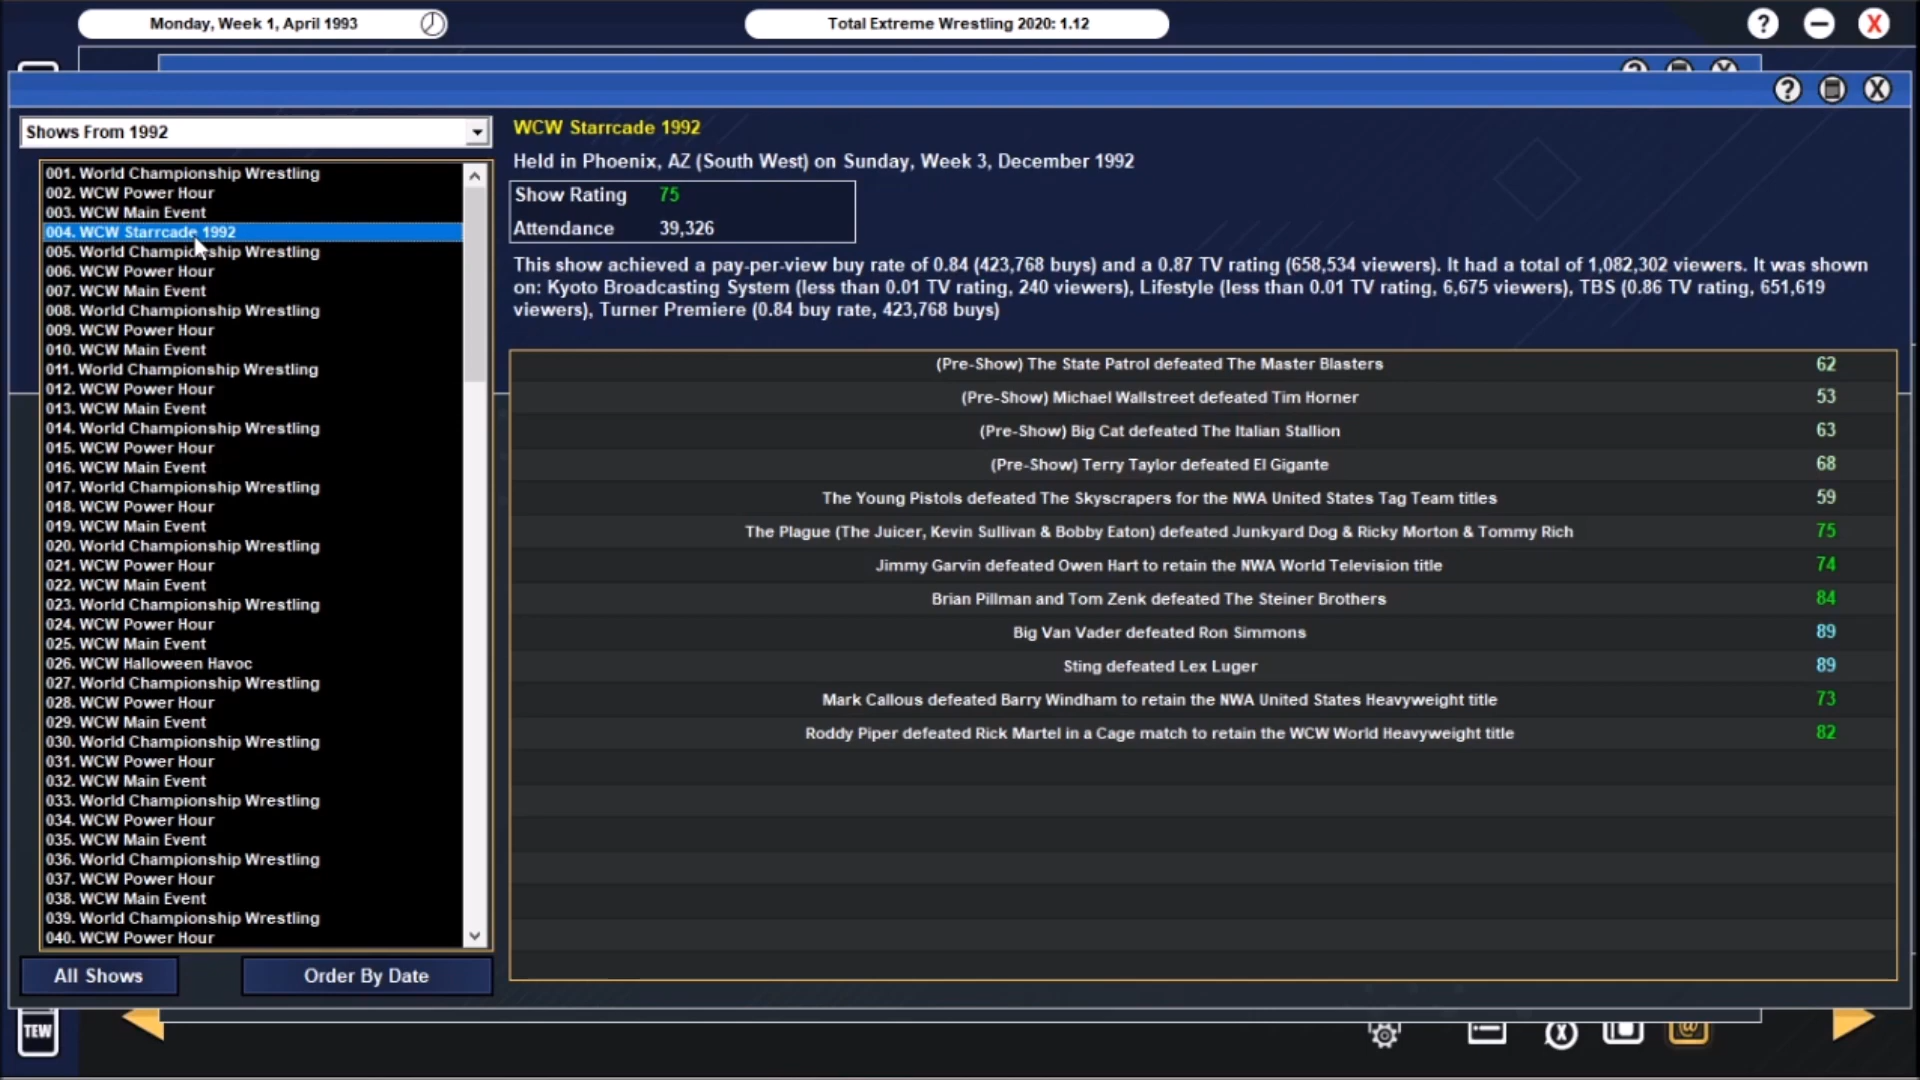 Monday, Week 1, April 1993
Total Extreme Wrestling 2020: 1.12
Shows From 1992
001. World Championship Wrestling
002. WCW Power Hour
003. WCW Main Event
004. WCW Starrcade 1992
005. World Championship Wrestling
006. WCW Power Hour
007. WCW Main Event
008. World Championship Wrestling
009. WCW Power Hour
010. WCW Main Event
011. World Championship Wrestling
012. WCW Power Hour
013. WCW Main Event
014. World Championship Wrestling
015. WCW Power Hour
016. WCW Main Event
017. World Championship Wrestling
018. WCW Power Hour
019. WCW Main Event
020. World Championship Wrestling
021. WCW Power Hour
022. WCW Main Event
023. World Championship Wrestling
024. WCW Power Hour
025. WCW Main Event
026. WCW Halloween Havoc
027. World Championship Wrestling
028. WCW Power Hour
029. WCW Main Event
030. World Championship Wrestling
031. WCW Power Hour
032. WCW Main Event
033. World Championship Wrestling
034. WCW Power Hour
035. WCW Main Event
036. World Championship Wrestling
037. WCW Power Hour
038. WCW Main Event
039. World Championship Wrestling
040. WCW Power Hour
All Shows
Order By Date
WCW Starrcade 1992
Held in Phoenix, AZ (South West) on Sunday, Week 3, December 1992
Show Rating 75
Attendance 39,326
This show achieved a pay-per-view buy rate of 0.84 (423,768 buys) and a 0.87 TV rating (658,534 viewers). It had a total of 1,082,302 viewers. It was shown
on: Kyoto Broadcasting System (less than 0.01 TV rating, 240 viewers), Lifestyle (less than 0.01 TV rating, 6,675 viewers), TBS (0.86 TV rating, 651,619
viewers), Turner Premiere (0.84 buy rate, 423,768 buys)
(Pre-Show) The State Patrol defeated The Master Blasters 62
(Pre-Show) Michael Wallstreet defeated Tim Horner 53
(Pre-Show) Big Cat defeated The Italian Stallion 63
(Pre-Show) Terry Taylor defeated El Gigante 68
The Young Pistols defeated The Skyscrapers for the NWA United States Tag Team titles 59
The Plague (The Juicer, Kevin Sullivan & Bobby Eaton) defeated Junkyard Dog & Ricky Morton & Tommy Rich 75
Jimmy Garvin defeated Owen Hart to retain the NWA World Television title 74
Brian Pillman and Tom Zenk defeated The Steiner Brothers 84
Big Van Vader defeated Ron Simmons 89
Sting defeated Lex Luger 89
Mark Callous defeated Barry Windham to retain the NWA United States Heavyweight title 73
Roddy Piper defeated Rick Martel in a Cage match to retain the WCW World Heavyweight title 82
TEW